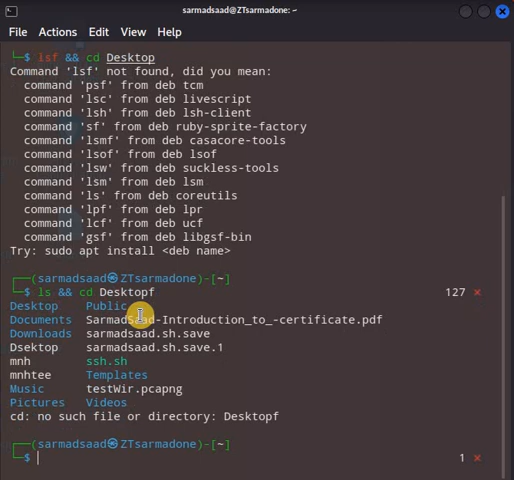 sarmadsaad@ZTsarmadone: ~
File Actions Edit View Help
└─$ lsf && cd Desktop
Command 'lsf' not found, did you mean:
command 'psf' from deb tcm
command 'lsc' from deb livescript
command 'lsh' from deb lsh-client
command 'sf' from deb ruby-sprite-factory
command 'lsmf' from deb casacore-tools
command 'lsof' from deb lsof
command 'lsw' from deb suckless-tools
command 'lsm' from deb lsm
command 'ls' from deb coreutils
command 'lpf' from deb lpr
command 'lcf' from deb ucf
command 'gsf' from deb libgsf-bin
Try: sudo apt install <deb name>
┌──(sarmadsaad㉿ZTsarmadone)-[~]
└─$ ls && cd Desktopf 127 ×
Desktop Public
Documents SarmadSaad-Introduction_to_-certificate.pdf
Downloads sarmadsaad.sh.save
Dsektop sarmadsaad.sh.save.1
mnh ssh.sh
mnhtee Templates
Music testWir.pcapng
Pictures Videos
cd: no such file or directory: Desktopf
┌──(sarmadsaad㉿ZTsarmadone)-[~]
└─$ 1 ×